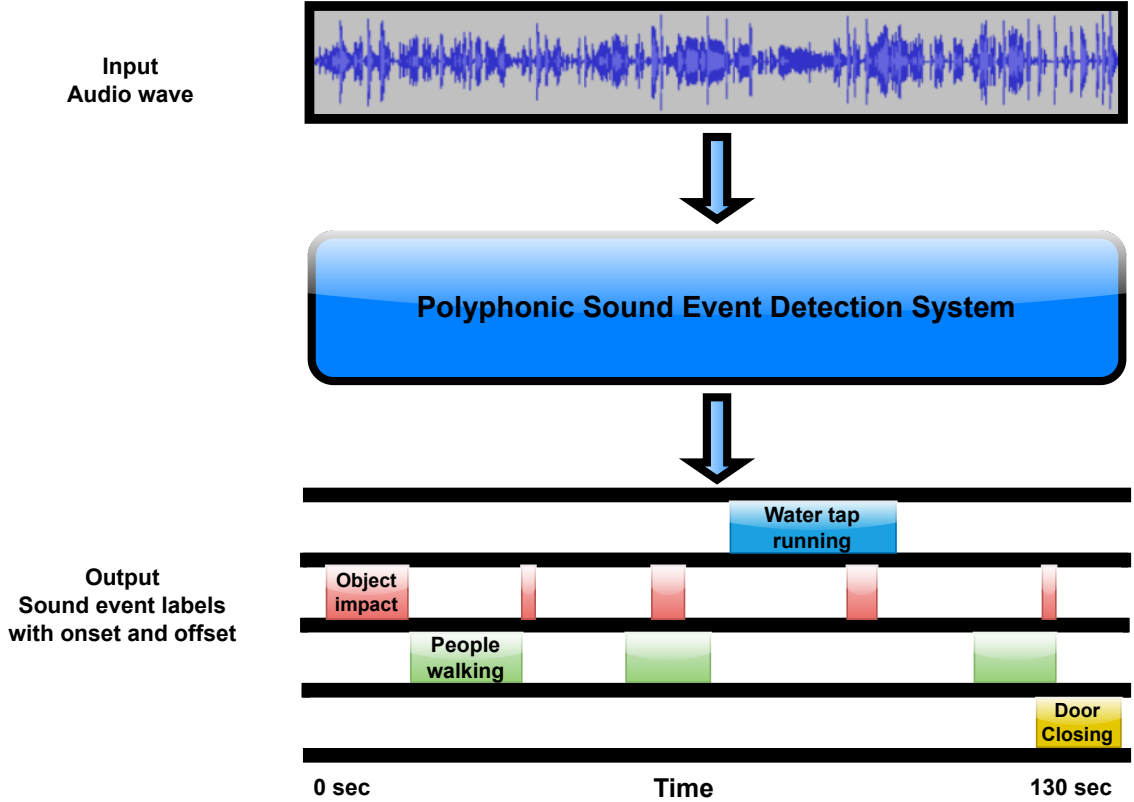 Input
Audio wave
Polyphonic Sound Event Detection System
Water tap
running
Output
Sound event labels
with onset and offset
Object
impact
People
walking
Door
Closing
0 sec
Time
130 sec